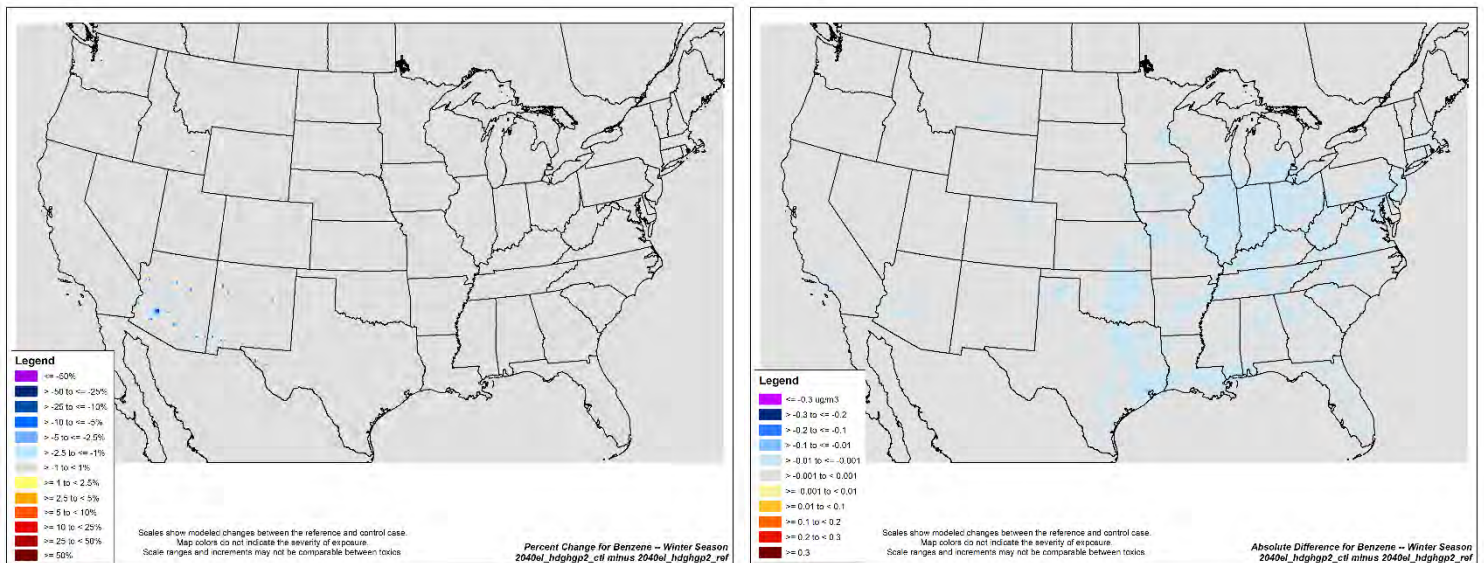 Legend
<= -50%
> -50 to <= -25%
> -25 to <= -10%
> -10 to <= -5%
> -5 to <= -2.5%
> -2.5 to <= -1%
> -1 to < 1%
>= 1 to < 2.5%
>= 2.5 to < 5%
>= 5 to < 10%
>= 10 to < 25%
>= 25 to < 50%
>= 50%
Scales show modeled changes between the reference and control case.
Map colors do not indicate the severity of exposure.
Scale ranges and increments may not be comparable between toxics
Percent Change for Benzene -- Winter Season
2040el_hdghgp2_ctl minus 2040el_hdghgp2_ref
Legend
<= -0.3 ug/m3
> -0.3 to <= -0.2
> -0.2 to <= -0.1
> -0.1 to <= -0.01
> -0.01 to <= -0.001
> -0.001 to < 0.001
>= 0.001 to < 0.01
>= 0.01 to < 0.1
>= 0.1 to < 0.2
>= 0.2 to < 0.3
>= 0.3
Scales show modeled changes between the reference and control case.
Map colors do not indicate the severity of exposure.
Scale ranges and increments may not be comparable between toxics
Absolute Difference for Benzene -- Winter Season
2040el_hdghgp2_ctl minus 2040el_hdghgp2_ref